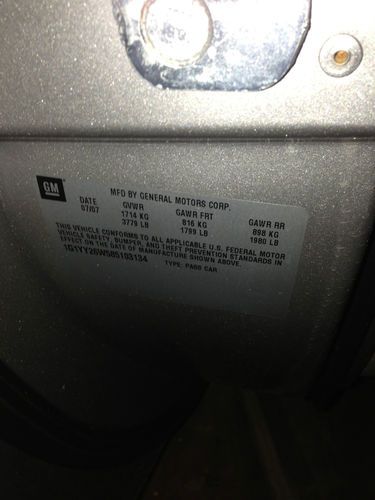 GM
MFD BY GENERAL MOTORS CORP.
DATE GVWR GAWR FRT GAWR RR
07/07 1714 KG 816 KG 898 KG
3779 LB 1799 LB 1980 LB
THIS VEHICLE CONFORMS TO ALL APPLICABLE U.S. FEDERAL MOTOR
VEHICLE SAFETY, BUMPER, AND THEFT PREVENTION STANDARDS IN
EFFECT ON THE DATE OF MANUFACTURE SHOWN ABOVE.
1G1YY26W585103134 TYPE: PASS CAR